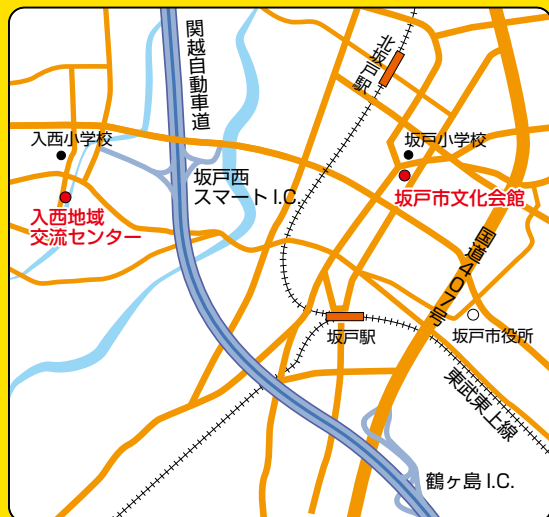 関越自動車道
北坂戸駅
入西小学校
坂戸小学校
坂戸西
スマートI.C.
坂戸市文化会館
入西地域
交流センター
国道407号
坂戸駅
坂戸市役所
東武東上線
鶴ヶ島I.C.